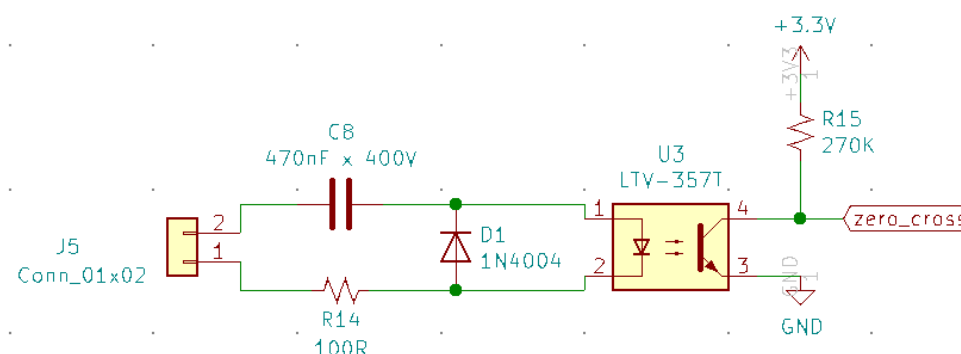 +3.3V
+3V3
1
R15
270K
C8
470nF x 400V
U3
LTV-357T
1
4
zero_cross
2
J5
1
Conn_01x02
D1
1N4004
2
3
GND
1
R14
100R
GND